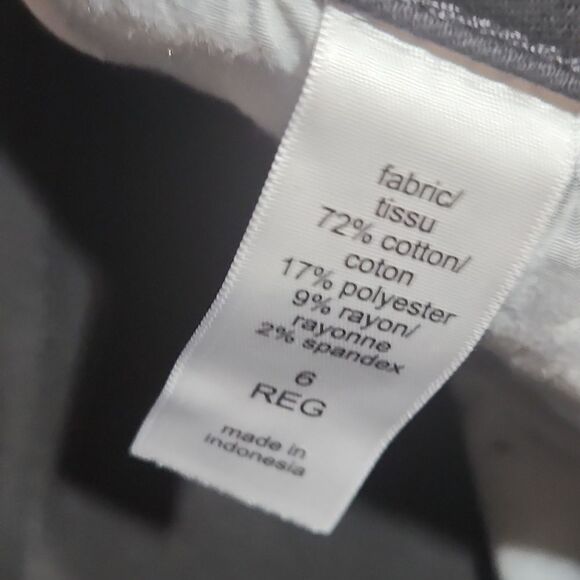 fabric/
tissu
72% cotton/
coton
17% polyester
9% rayon/
rayonne
2% spandex
6
REG
made in
indonesia